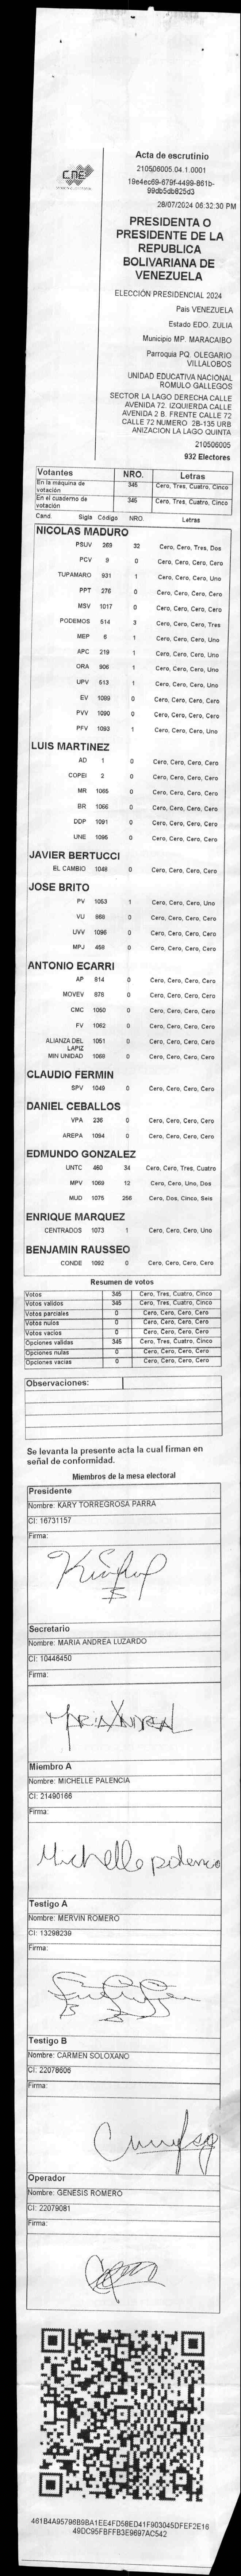 CNE
Acta de escrutinio
210506005.04.1.0001
19e4ec69-679f-4499-861b-
99db5db825d3
28/07/2024 06:32:30 PM
PRESIDENTA O
PRESIDENTE DE LA
REPUBLICA
BOLIVARIANA DE
VENEZUELA
ELECCIÓN PRESIDENCIAL 2024
Pais VENEZUELA
Estado EDO. ZULIA
Municipio MP. MARACAIBO
Parroquia PQ. OLEGARIO
VILLALOBOS
UNIDAD EDUCATIVA NACIONAL
ROMULO GALLEGOS
SECTOR LA LAGO DERECHA CALLE
AVENIDA 72. IZQUIERDA CALLE
AVENIDA 2 B. FRENTE CALLE 72
CALLE 72 NUMERO 2B-135 URB
ANIZACION LA LAGO QUINTA
210506005
932 Electores
Votantes NRO. Letras
En la máquina de votación 345 Cero, Tres, Cuatro, Cinco
En el cuaderno de votación 345 Cero, Tres, Cuatro, Cinco
Cand. Sigla Código NRO. Letras
NICOLAS MADURO
PSUV 269 32 Cero, Cero, Tres, Dos
PCV 9 0 Cero, Cero, Cero, Cero
TUPAMARO 931 1 Cero, Cero, Cero, Uno
PPT 276 0 Cero, Cero, Cero, Cero
MSV 1017 0 Cero, Cero, Cero, Cero
PODEMOS 514 3 Cero, Cero, Cero, Tres
MEP 6 1 Cero, Cero, Cero, Uno
APC 219 1 Cero, Cero, Cero, Uno
ORA 906 1 Cero, Cero, Cero, Uno
UPV 513 1 Cero, Cero, Cero, Uno
EV 1089 0 Cero, Cero, Cero, Cero
PVV 1090 0 Cero, Cero, Cero, Cero
PFV 1093 1 Cero, Cero, Cero, Uno
LUIS MARTINEZ
AD 1 0 Cero, Cero, Cero, Cero
COPEI 2 0 Cero, Cero, Cero, Cero
MR 1065 0 Cero, Cero, Cero, Cero
BR 1066 0 Cero, Cero, Cero, Cero
DDP 1091 0 Cero, Cero, Cero, Cero
UNE 1095 0 Cero, Cero, Cero, Cero
JAVIER BERTUCCI
EL CAMBIO 1048 0 Cero, Cero, Cero, Cero
JOSE BRITO
PV 1053 1 Cero, Cero, Cero, Uno
VU 868 0 Cero, Cero, Cero, Cero
UVV 1096 0 Cero, Cero, Cero, Cero
MPJ 458 0 Cero, Cero, Cero, Cero
ANTONIO ECARRI
AP 814 0 Cero, Cero, Cero, Cero
MOVEV 878 0 Cero, Cero, Cero, Cero
CMC 1050 0 Cero, Cero, Cero, Cero
FV 1062 0 Cero, Cero, Cero, Cero
ALIANZA DEL LAPIZ 1051 0 Cero, Cero, Cero, Cero
MIN UNIDAD 1068 0 Cero, Cero, Cero, Cero
CLAUDIO FERMIN
SPV 1049 0 Cero, Cero, Cero, Cero
DANIEL CEBALLOS
VPA 236 0 Cero, Cero, Cero, Cero
AREPA 1094 0 Cero, Cero, Cero, Cero
EDMUNDO GONZALEZ
UNTC 460 34 Cero, Cero, Tres, Cuatro
MPV 1069 12 Cero, Cero, Uno, Dos
MUD 1075 256 Cero, Dos, Cinco, Seis
ENRIQUE MARQUEZ
CENTRADOS 1073 1 Cero, Cero, Cero, Uno
BENJAMIN RAUSSEO
CONDE 1092 0 Cero, Cero, Cero, Cero
Resumen de votos
Votos 345 Cero, Tres, Cuatro, Cinco
Votos validos 345 Cero, Tres, Cuatro, Cinco
Votos parciales 0 Cero, Cero, Cero, Cero
Votos nulos 0 Cero, Cero, Cero, Cero
Votos vacios 0 Cero, Cero, Cero, Cero
Opciones validas 345 Cero, Tres, Cuatro, Cinco
Opciones nulas 0 Cero, Cero, Cero, Cero
Opciones vacias 0 Cero, Cero, Cero, Cero
Observaciones:
Se levanta la presente acta la cual firman en
señal de conformidad.
Miembros de la mesa electoral
Presidente
Nombre: KARY TORREGROSA PARRA
CI: 16731157
Firma:
Secretario
Nombre: MARIA ANDREA LUZARDO
CI: 10446450
Firma:
Miembro A
Nombre: MICHELLE PALENCIA
CI: 21490166
Firma:
Michelle palencia
Testigo A
Nombre: MERVIN ROMERO
CI: 13298239
Firma:
Testigo B
Nombre: CARMEN SOLOXANO
CI: 22078606
Firma:
Operador
Nombre: GENESIS ROMERO
CI: 22079081
Firma:
461B4A95796B9BA1EE4FD58ED41F903045DFEF2E16
49DC95FBFFB3E9697AC542